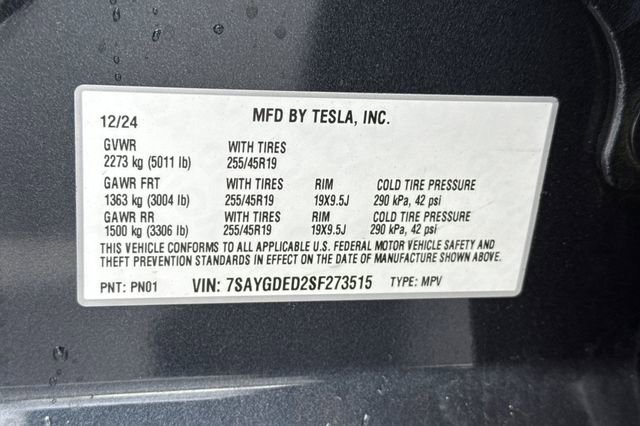 12/24 MFD BY TESLA, INC.
GVWR WITH TIRES
2273 kg (5011 lb) 255/45R19
GAWR FRT WITH TIRES RIM COLD TIRE PRESSURE
1363 kg (3004 lb) 255/45R19 19X9.5J 290 kPa, 42 psi
GAWR RR WITH TIRES RIM COLD TIRE PRESSURE
1500 kg (3306 lb) 255/45R19 19X9.5J 290 kPa, 42 psi
THIS VEHICLE CONFORMS TO APPLICABLE U.S. FEDERAL MOTOR VEHICLE SAFETY AND
THEFT PREVENTION STANDARDS IN EFFECT ON THE DATE OF MANUFACTURE SHOWN ABOVE.
PNT: PN01 VIN: 7SAYGDED2SF273515 TYPE: MPV